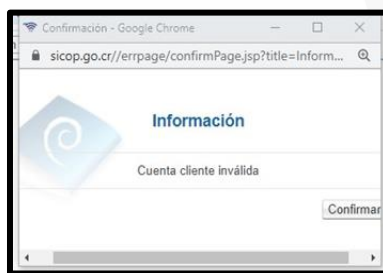 Confirmación - Google Chrome
sicop.go.cr//errpage/confirmPage.jsp?title=Inform...
Información
Cuenta cliente inválida
Confirmar